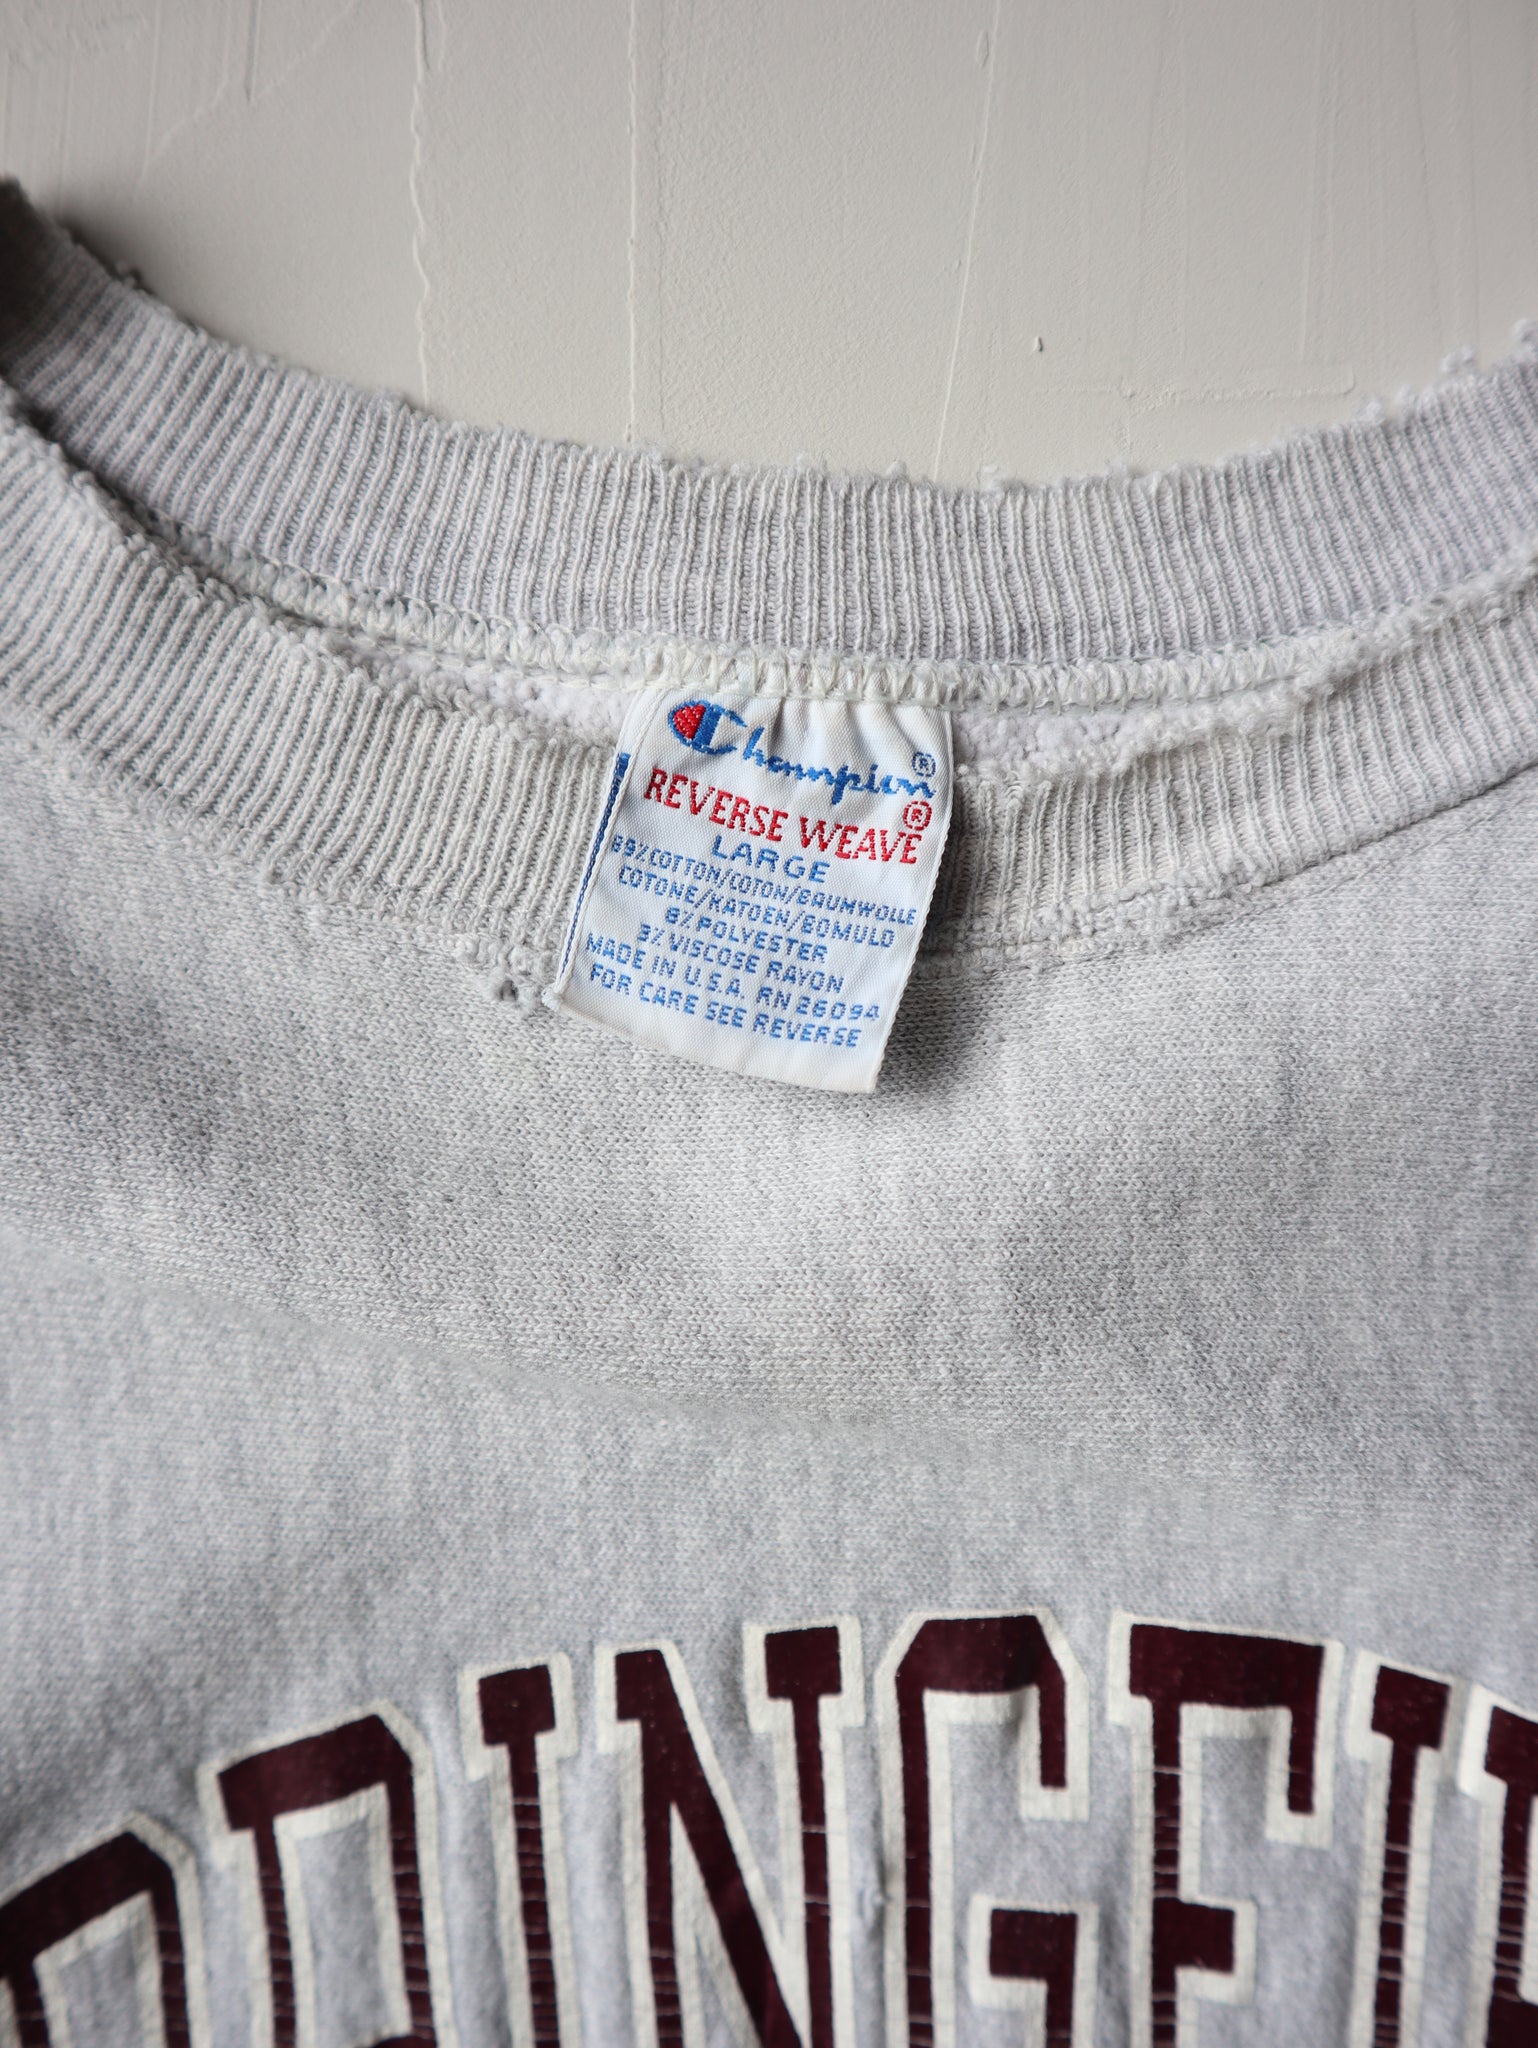 Champion®
REVERSE WEAVE®
LARGE
89% COTTON/COTON/BAUMWOLLE
COTONE/KATOEN/BOMULD
8% POLYESTER
3% VISCOSE RAYON
MADE IN U.S.A. RN 26094
FOR CARE SEE REVERSE
RINGFI